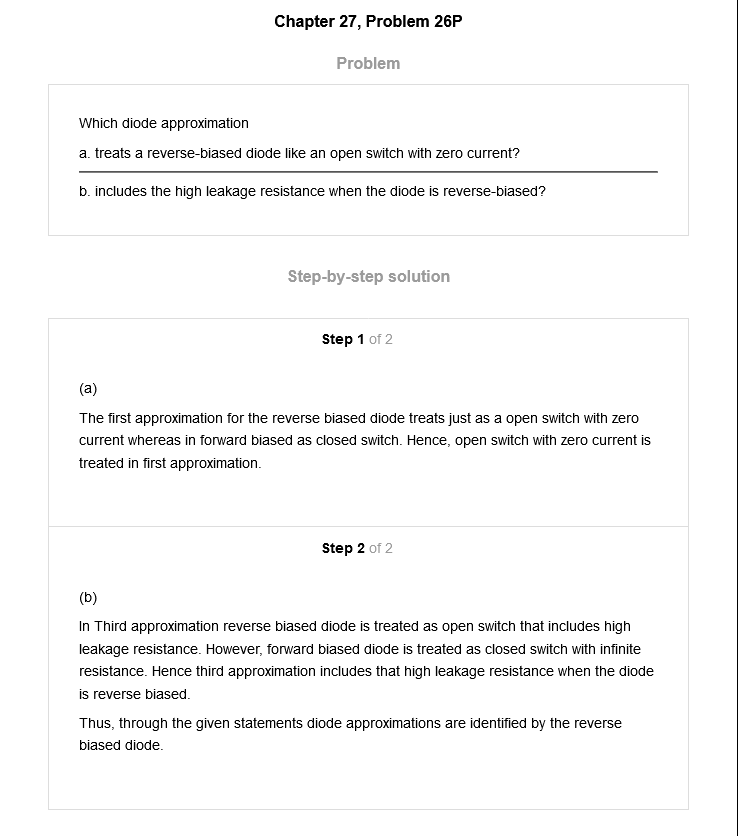 Chapter 27, Problem 26P
Problem
Which diode approximation
a. treats a reverse-biased diode like an open switch with zero current?
b. includes the high leakage resistance when the diode is reverse-biased?
Step-by-step solution
Step 1 of 2
(a)
The first approximation for the reverse biased diode treats just as a open switch with zero
current whereas in forward biased as closed switch. Hence, open switch with zero current is
treated in first approximation.
Step 2 of 2
(b)
In Third approximation reverse biased diode is treated as open switch that includes high
leakage resistance. However, forward biased diode is treated as closed switch with infinite
resistance. Hence third approximation includes that high leakage resistance when the diode
is reverse biased.
Thus, through the given statements diode approximations are identified by the reverse
biased diode.